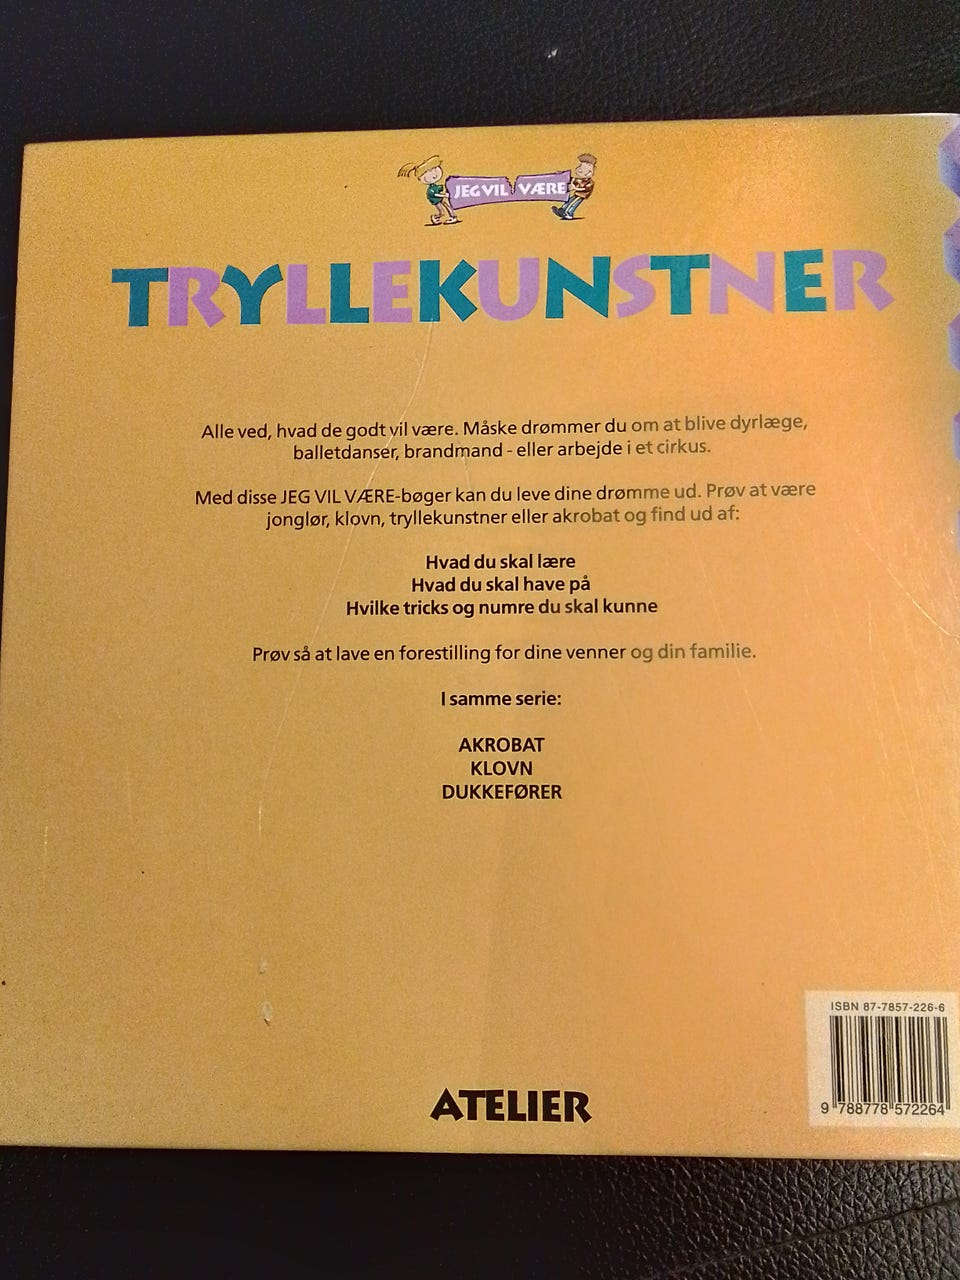 JEG VIL VÆRE
TRYLLEKUNSTNER
Alle ved, hvad de godt vil være. Måske drømmer du om at blive dyrlæge,
balletdanser, brandmand - eller arbejde i et cirkus.
Med disse JEG VIL VÆRE-bøger kan du leve dine drømme ud. Prøv at være
jonglør, klovn, tryllekunstner eller akrobat og find ud af:
Hvad du skal lære
Hvad du skal have på
Hvilke tricks og numre du skal kunne
Prøv så at lave en forestilling for dine venner og din familie.
I samme serie:
AKROBAT
KLOVN
DUKKEFØRER
ISBN 87-7857-226-6
9 788778 572264
ATELIER